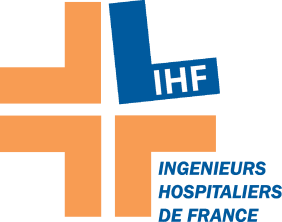 IHF
INGENIEURS
HOSPITALIERS
DE FRANCE